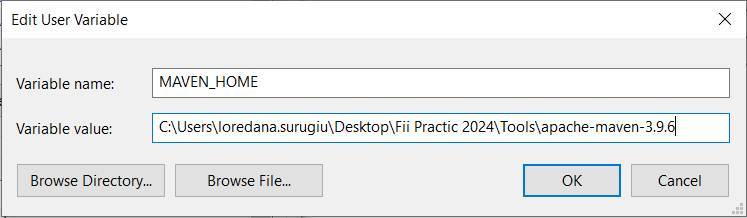 Edit User Variable
Variable name: MAVEN_HOME
Variable value: C:\Users\loredana.surugiu\Desktop\Fii Practic 2024\Tools\apache-maven-3.9.6
Browse Directory... Browse File... OK Cancel